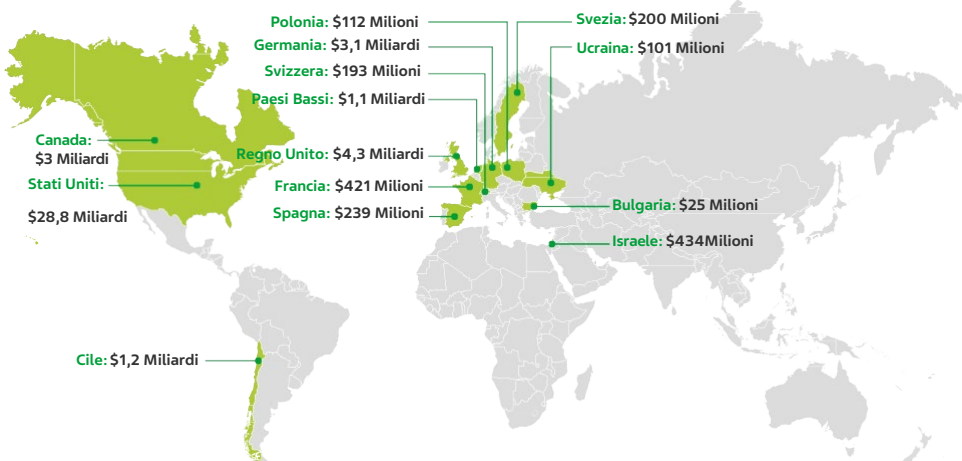 Polonia: $112 Milioni
Germania: $3,1 Miliardi
Svizzera: $193 Milioni
Paesi Bassi: $1,1 Miliardi
Svezia: $200 Milioni
Ucraina: $101 Milioni
Canada:
$3 Miliardi
Stati Uniti:
$28,8 Miliardi
Regno Unito: $4,3 Miliardi
Francia: $421 Milioni
Spagna: $239 Milioni
Bulgaria: $25 Milioni
Israele: $434Milioni
Cile: $1,2 Miliardi